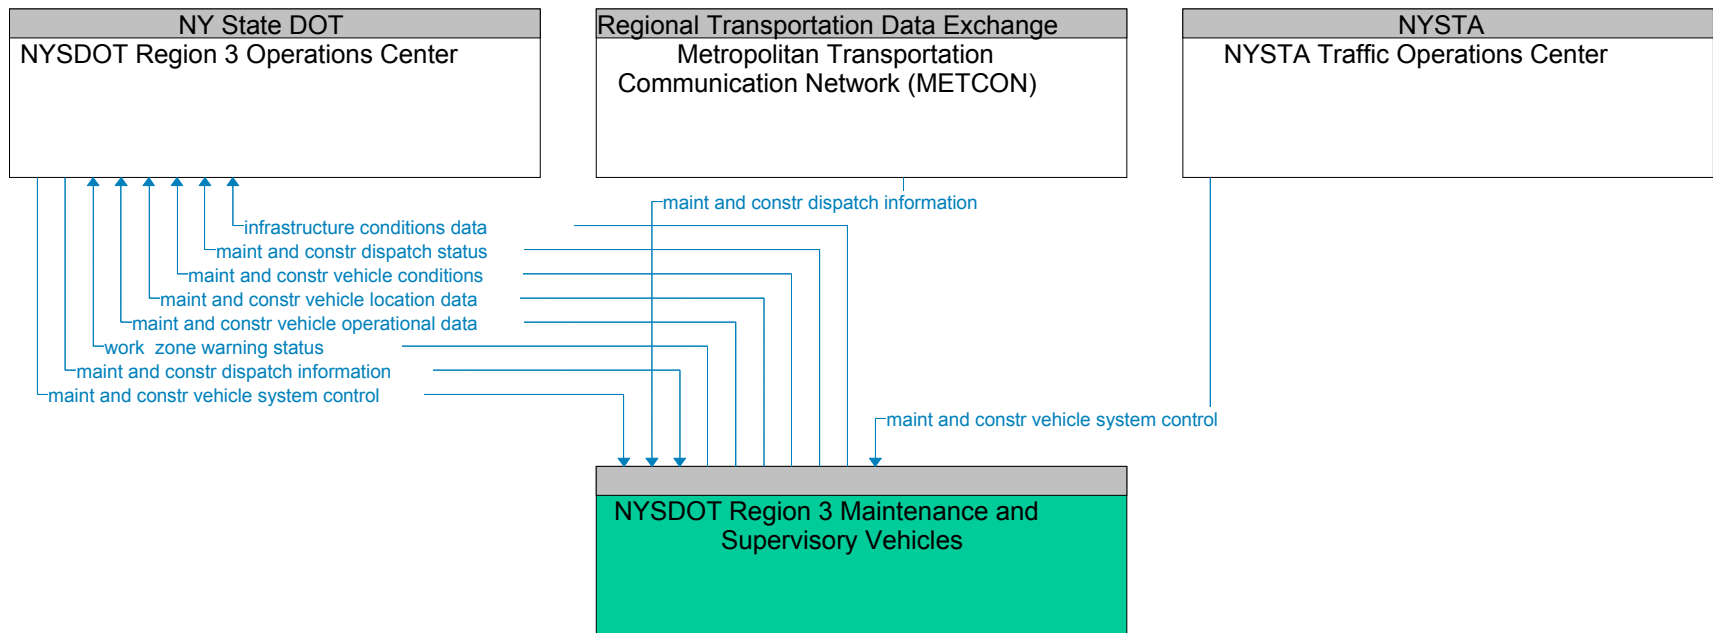 NY State DOT
NYSDOT Region 3 Operations Center
Regional Transportation Data Exchange
Metropolitan Transportation
Communication Network (METCON)
NYSTA
NYSTA Traffic Operations Center
maint and constr dispatch information
infrastructure conditions data
maint and constr dispatch status
maint and constr vehicle conditions
maint and constr vehicle location data
maint and constr vehicle operational data
work zone warning status
maint and constr dispatch information
maint and constr vehicle system control
maint and constr vehicle system control
NYSDOT Region 3 Maintenance and
Supervisory Vehicles